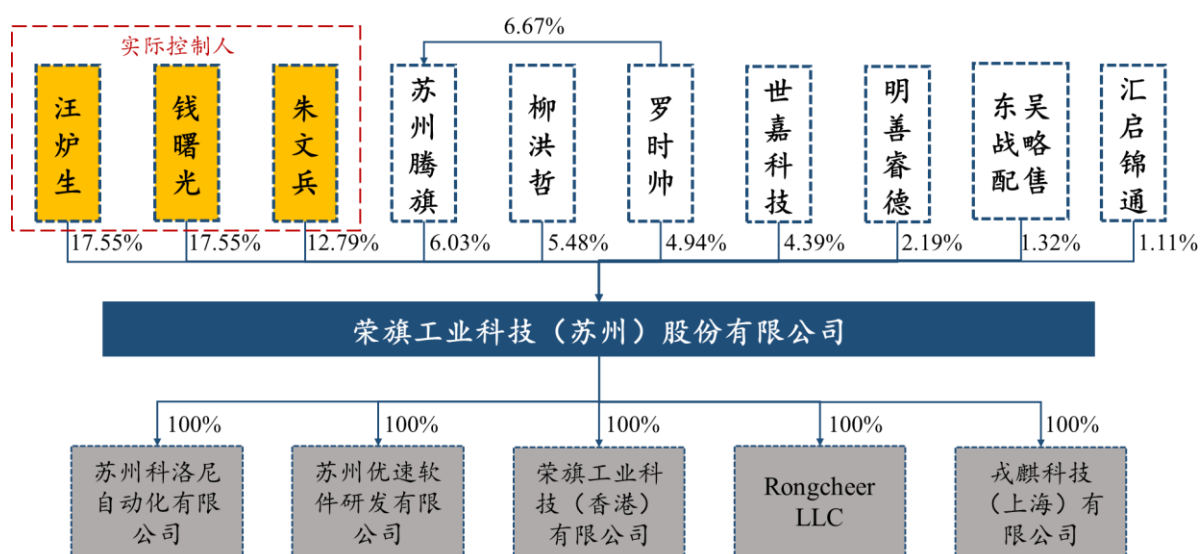 6.67%
实际控制人
汪炉生
钱曙光
朱文兵
苏州腾旗
柳洪哲
罗时帅
世嘉科技
明善睿德
东吴
战略
配售
汇启锦通
17.55%
17.55%
12.79%
6.03%
5.48%
4.94%
4.39%
2.19%
1.32%
1.11%
荣旗工业科技（苏州）股份有限公司
100%
100%
100%
100%
100%
苏州科洛尼
自动化有限
公司
苏州优速软
件研发有限
公司
荣旗工业科
技（香港）
有限公司
Rongcheer
LLC
戎麒科技
（上海）有
限公司